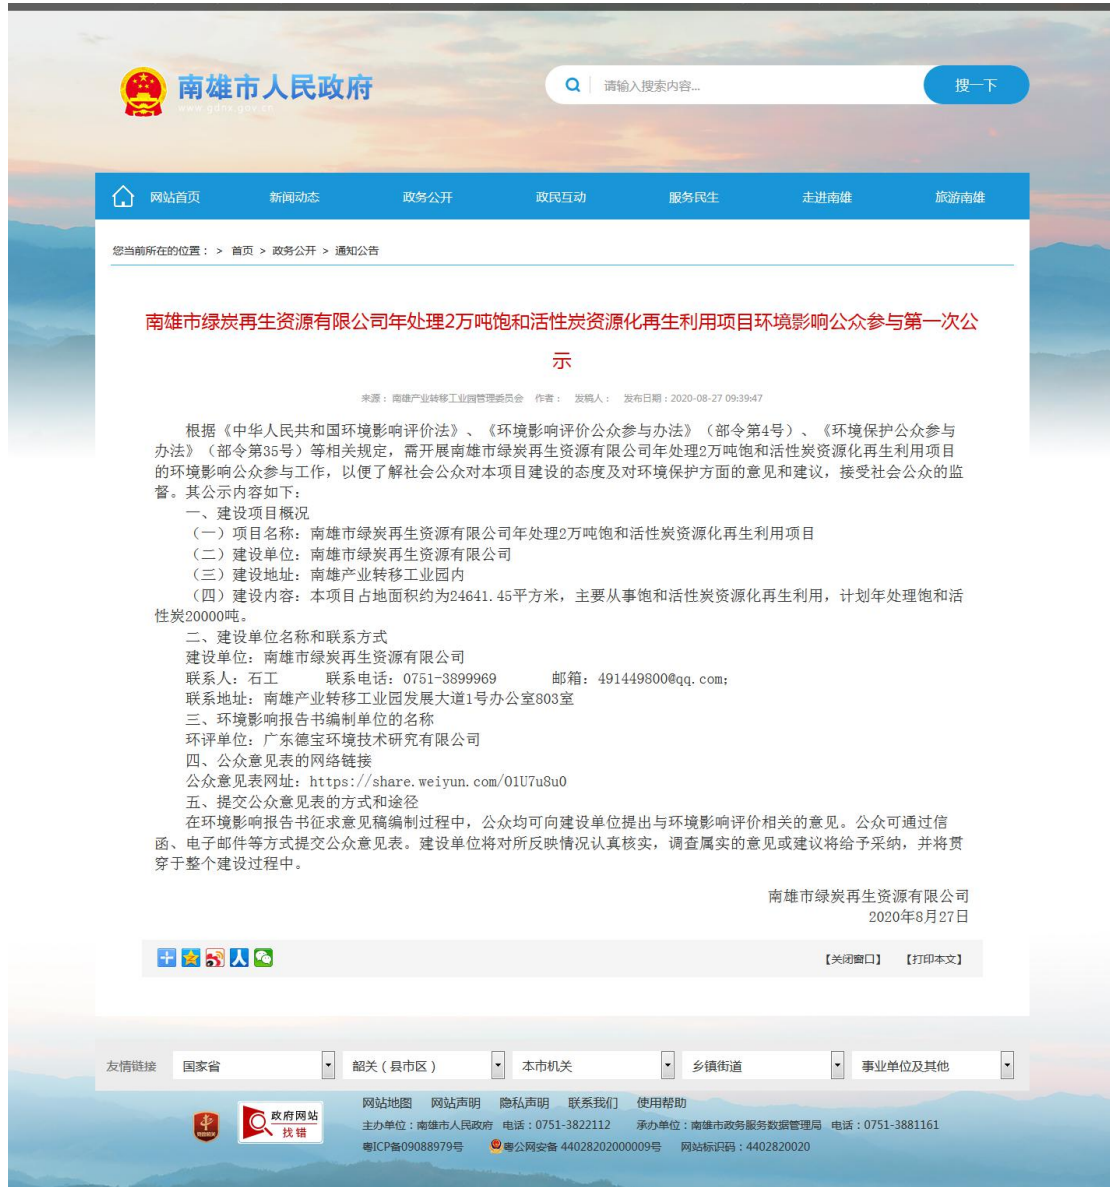 南雄市人民政府
www.gdnx.gov.cn
请输入搜索内容...
搜一下
网站首页 新闻动态 政务公开 政民互动 服务民生 走进南雄 旅游南雄
您当前所在的位置： > 首页 > 政务公开 > 通知公告
南雄市绿炭再生资源有限公司年处理2万吨饱和活性炭资源化再生利用项目环境影响公众参与第一次公
示
来源： 南雄产业转移工业园管理委员会 作者： 发稿人： 发布日期：2020-08-27 09:39:47
根据《中华人民共和国环境影响评价法》、《环境影响评价公众参与办法》（部令第4号）、《环境保护公众参与
办法》（部令第35号）等相关规定，需开展南雄市绿炭再生资源有限公司年处理2万吨饱和活性炭资源化再生利用项目
的环境影响公众参与工作，以便了解社会公众对本项目建设的态度及对环境保护方面的意见和建议，接受社会公众的监
督。其公示内容如下：
一、建设项目概况
（一）项目名称：南雄市绿炭再生资源有限公司年处理2万吨饱和活性炭资源化再生利用项目
（二）建设单位：南雄市绿炭再生资源有限公司
（三）建设地址：南雄产业转移工业园内
（四）建设内容：本项目占地面积约为24641.45平方米，主要从事饱和活性炭资源化再生利用，计划年处理饱和活
性炭20000吨。
二、建设单位名称和联系方式
建设单位：南雄市绿炭再生资源有限公司
联系人：石工 联系电话：0751-3899969 邮箱：491449800@qq.com；
联系地址：南雄产业转移工业园发展大道1号办公室803室
三、环境影响报告书编制单位的名称
环评单位：广东德宝环境技术研究有限公司
四、公众意见表的网络链接
公众意见表网址：https://share.weiyun.com/O1U7u8u0
五、提交公众意见表的方式和途径
在环境影响报告书征求意见稿编制过程中，公众均可向建设单位提出与环境影响评价相关的意见。公众可通过信
函、电子邮件等方式提交公众意见表。建设单位将对所反映情况认真核实，调查属实的意见或建议将给予采纳，并将贯
穿于整个建设过程中。
南雄市绿炭再生资源有限公司
2020年8月27日
【关闭窗口】 【打印本文】
友情链接 国家省 韶关（县市区） 本市机关 乡镇街道 事业单位及其他
政府网站
找错
网站地图 网站声明 隐私声明 联系我们 使用帮助
主办单位：南雄市人民政府 电话：0751-3822112 承办单位：南雄市政务服务数据管理局 电话：0751-3881161
粤ICP备09088979号 粤公网安备 44028202000009号 网站标识码：4402820020